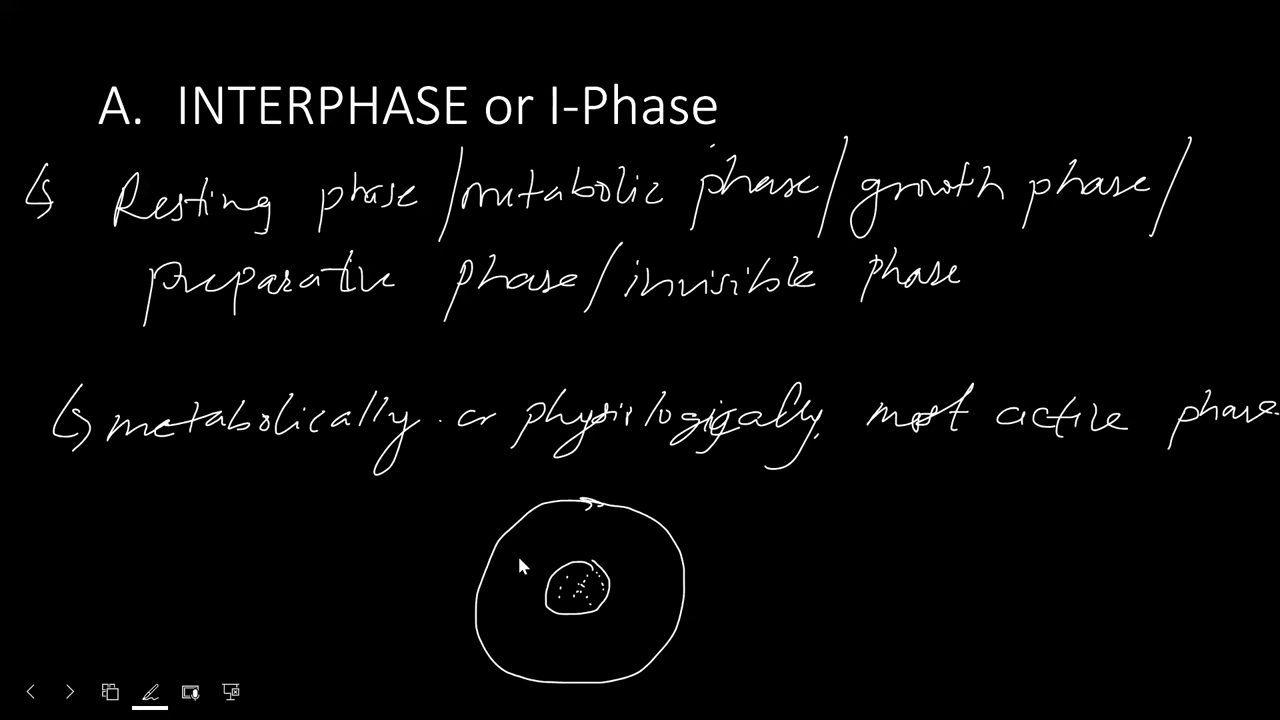 A. INTERPHASE or I-Phase
Resting phase/metabolic phase/growth phase/
preparative phase/invisible phase
metabolically or physiologically most active phase